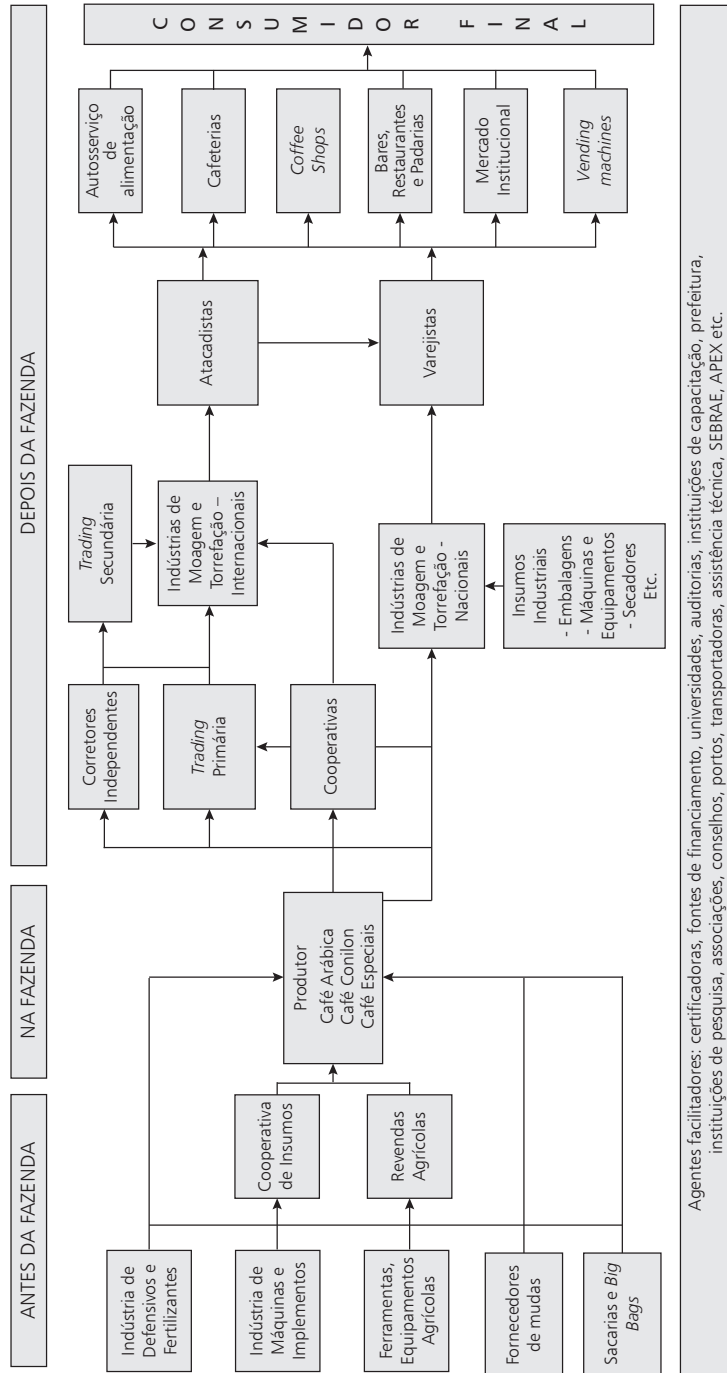 ANTES DA FAZENDA
NA FAZENDA
DEPOIS DA FAZENDA
Indústria de
Defensivos e
Fertilizantes
Indústria de
Máquinas e
Implementos
Ferramentas,
Equipamentos
Agrícolas
Fornecedores
de mudas
Sacarias e Big
Bags
Cooperativa
de Insumos
Revendas
Agrícolas
Produtor
Café Arábica
Café Conilon
Café Especiais
Corretores
Independentes
Trading
Primária
Cooperativas
Trading
Secundária
Indústrias de
Moagem e
Torrefação –
Internacionais
Indústrias de
Moagem e
Torrefação -
Nacionais
Insumos
Industriais
- Embalagens
- Máquinas e
Equipamentos
- Secadores
Etc.
Atacadistas
Varejistas
Autosserviço
de
alimentação
Cafeterias
Coffee
Shops
Bares,
Restaurantes
e Padarias
Mercado
Institucional
Vending
machines
CONSUMIDOR FINAL
Agentes facilitadores: certificadoras, fontes de financiamento, universidades, auditorias, instituições de capacitação, prefeitura,
instituições de pesquisa, associações, conselhos, portos, transportadoras, assistência técnica, SEBRAE, APEX etc.